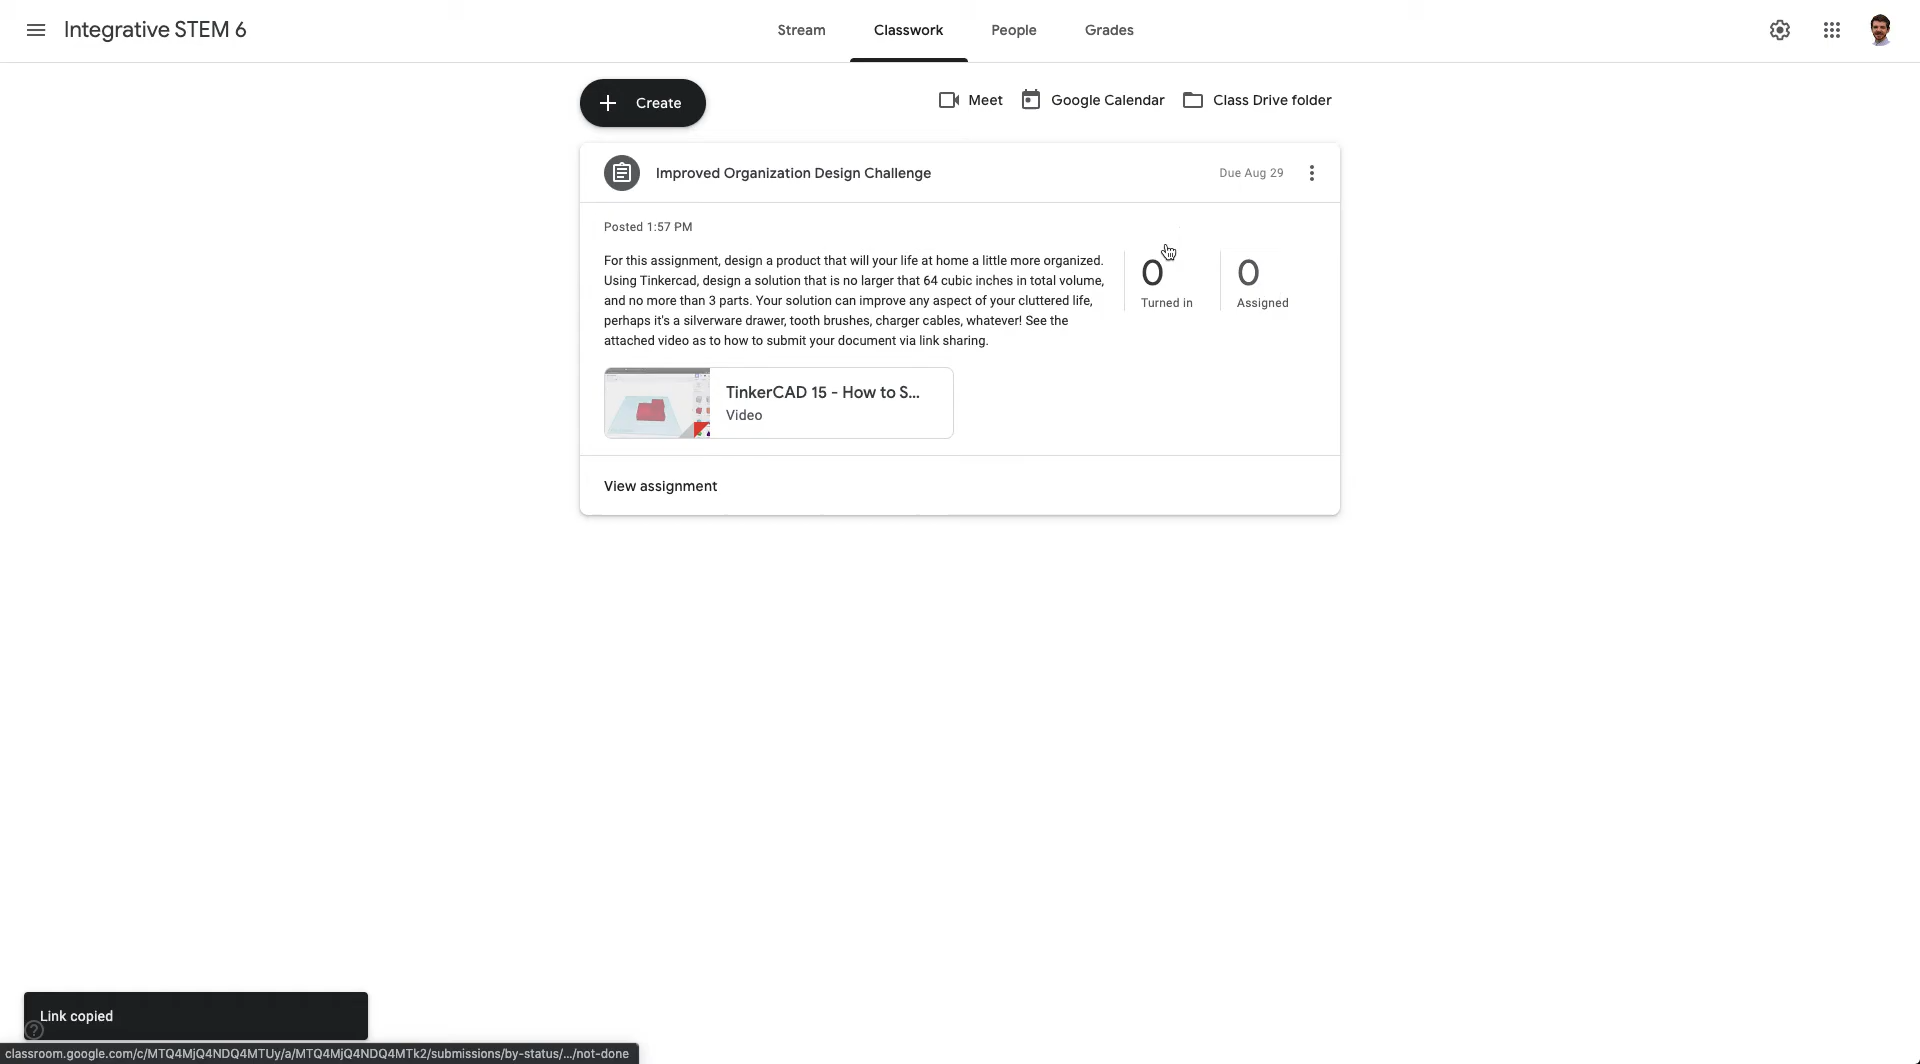 Integrative STEM 6
Stream
Classwork
People
Grades
Create
Meet
Google Calendar
Class Drive folder
Improved Organization Design Challenge
Due Aug 29
Posted 1:57 PM
For this assignment, design a product that will your life at home a little more organized.
Using Tinkercad, design a solution that is no larger that 64 cubic inches in total volume,
and no more than 3 parts. Your solution can improve any aspect of your cluttered life,
perhaps it's a silverware drawer, tooth brushes, charger cables, whatever! See the
attached video as to how to submit your document via link sharing.
0
Turned in
0
Assigned
TinkerCAD 15 - How to S...
Video
View assignment
Link copied
classroom.google.com/c/MTQ4MjQ4NDQ4MTUy/a/MTQ4MjQ4NDQ4MTk2/submissions/by-status/.../not-done